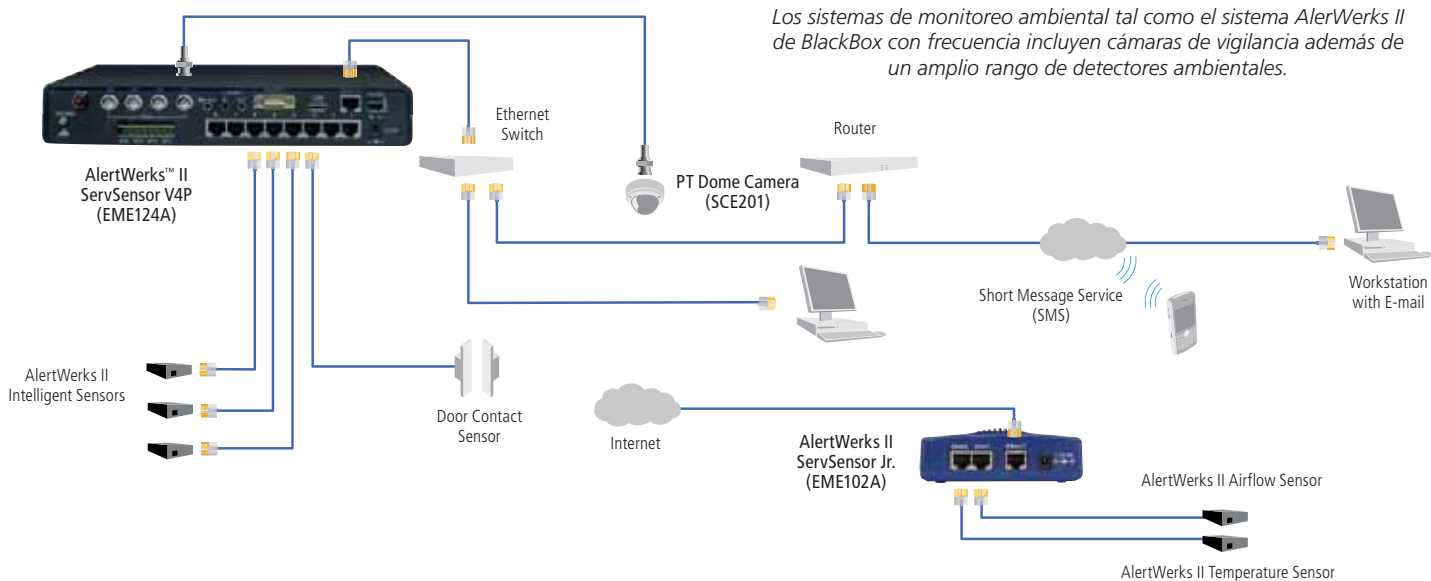 Los sistemas de monitoreo ambiental tal como el sistema AlerWerks II
de BlackBox con frecuencia incluyen cámaras de vigilancia además de
un amplio rango de detectores ambientales.
Ethernet
Switch
Router
AlertWerks™ II
ServSensor V4P
(EME124A)
PT Dome Camera
(SCE201)
Short Message Service
(SMS)
Workstation
with E-mail
AlertWerks II
Intelligent Sensors
Door Contact
Sensor
Internet
AlertWerks II
ServSensor Jr.
(EME102A)
AlertWerks II Airflow Sensor
AlertWerks II Temperature Sensor